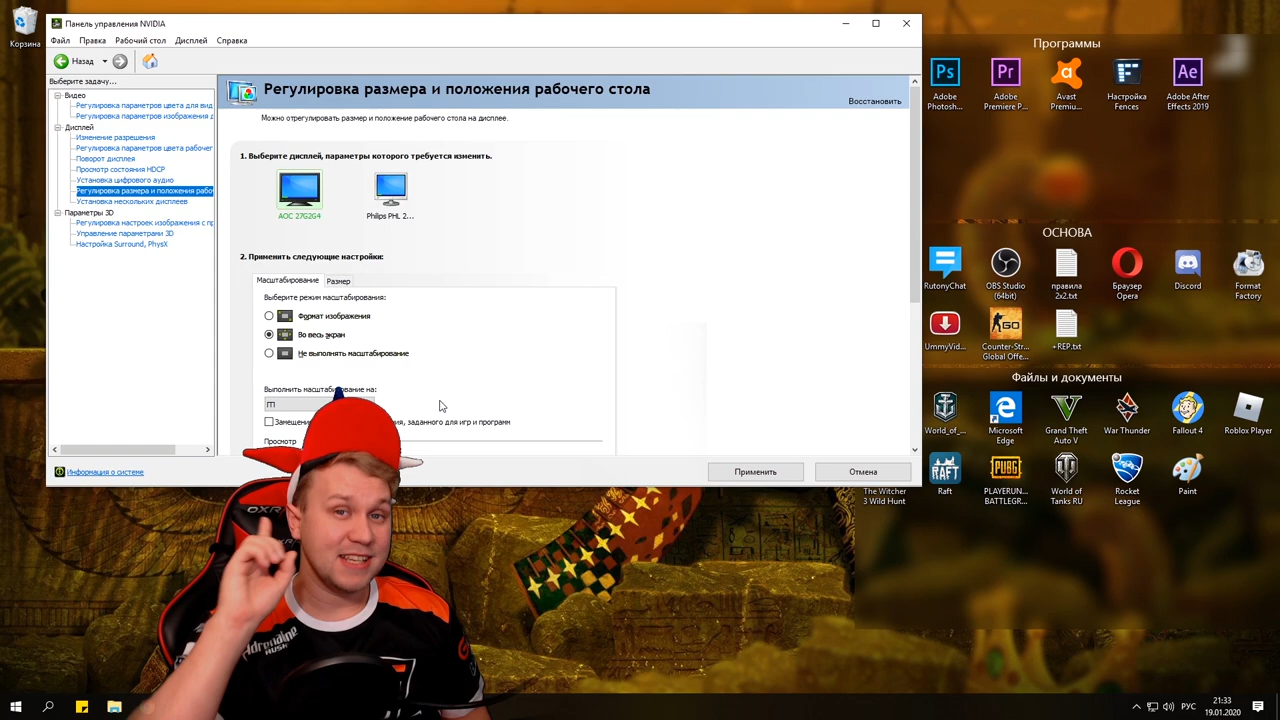 Корзина
Панель управления NVIDIA
Файл Правка Рабочий стол Дисплей Справка
Назад
Выберите задачу...
Видео
Регулировка параметров цвета для вид
Регулировка параметров изображения д
Дисплей
Изменение разрешения
Регулировка параметров цвета рабочег
Поворот дисплея
Просмотр состояния HDCP
Установка цифрового аудио
Регулировка размера и положения рабо
Установка нескольких дисплеев
Параметры 3D
Регулировка настроек изображения с пр
Управление параметрами 3D
Настройка Surround, PhysX
Информация о системе
Регулировка размера и положения рабочего стола
Восстановить
Можно отрегулировать размер и положение рабочего стола на дисплее.
1. Выберите дисплей, параметры которого требуется изменить.
AOC 27G2G4
Philips PHL 2...
2. Применить следующие настройки:
Масштабирование Размер
Выберите режим масштабирования:
Формат изображения
Во весь экран
Не выполнять масштабирование
Выполнить масштабирование на:
ГП
Замещени ия, заданного для игр и программ
Просмотр
Применить Отмена
Программы
Adobe Photosh...
Adobe Premiere P...
Avast Premiu...
Настройка Fences
Adobe After Effects 2019
ОСНОВА
RutonyChat
OBS Studio (64bit)
правила 2x2.txt
Браузер Opera
Discord
Format Factory
UmmyVid...
Counter-Str... Global Offe...
+REP.txt
Файлы и документы
World_of_...
Microsoft Edge
Grand Theft Auto V
War Thunder
Fallout 4
Roblox Player
The Witcher 3 Wild Hunt
Raft
PLAYERUN... BATTLEGR...
World of Tanks RU
Rocket League
Paint
Adrenaline
RUSH
РУС
21:33
19.01.2020